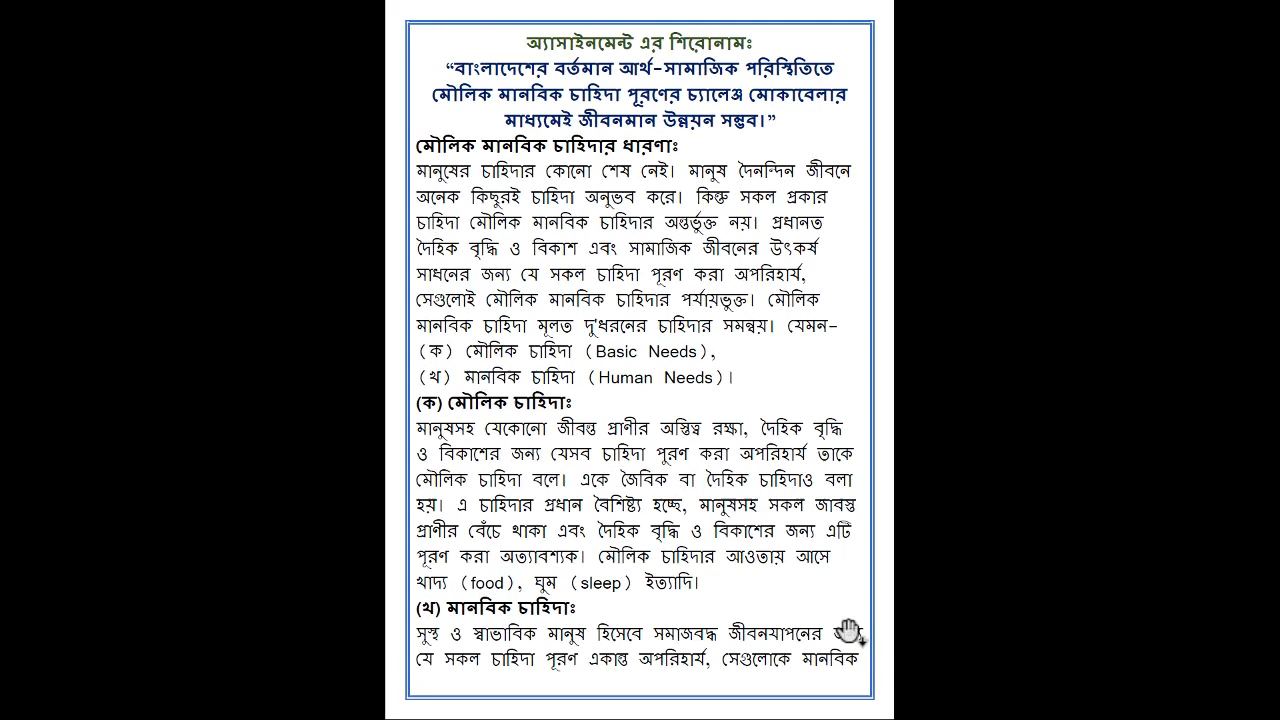 অ্যাসাইনমেন্ট এর শিরোনামঃ
“বাংলাদেশের বর্তমান আর্থ-সামাজিক পরিস্থিতিতে
মৌলিক মানবিক চাহিদা পূরণের চ্যালেঞ্জ মোকাবেলার
মাধ্যমেই জীবনমান উন্নয়ন সম্ভব।”
মৌলিক মানবিক চাহিদার ধারণাঃ
মানুষের চাহিদার কোনো শেষ নেই। মানুষ দৈনন্দিন জীবনে
অনেক কিছুরই চাহিদা অনুভব করে। কিন্তু সকল প্রকার
চাহিদা মৌলিক মানবিক চাহিদার অন্তর্ভুক্ত নয়। প্রধানত
দৈহিক বৃদ্ধি ও বিকাশ এবং সামাজিক জীবনের উৎকর্ষ
সাধনের জন্য যে সকল চাহিদা পূরণ করা অপরিহার্য,
সেগুলোই মৌলিক মানবিক চাহিদার পর্যায়ভুক্ত। মৌলিক
মানবিক চাহিদা মূলত দু'ধরনের চাহিদার সমন্বয়। যেমন-
(ক) মৌলিক চাহিদা (Basic Needs),
(খ) মানবিক চাহিদা (Human Needs)।
(ক) মৌলিক চাহিদাঃ
মানুষসহ যেকোনো জীবন্ত প্রাণীর অস্তিত্ব রক্ষা, দৈহিক বৃদ্ধি
ও বিকাশের জন্য যেসব চাহিদা পুরণ করা অপরিহার্য তাকে
মৌলিক চাহিদা বলে। একে জৈবিক বা দৈহিক চাহিদাও বলা
হয়। এ চাহিদার প্রধান বৈশিষ্ট্য হচ্ছে, মানুষসহ সকল জাবন্ত
প্রাণীর বেঁচে থাকা এবং দৈহিক বৃদ্ধি ও বিকাশের জন্য এটি
পূরণ করা অত্যাবশ্যক। মৌলিক চাহিদার আওতায় আসে
খাদ্য (food), ঘুম (sleep) ইত্যাদি।
(খ) মানবিক চাহিদাঃ
সুস্থ ও স্বাভাবিক মানুষ হিসেবে সমাজবদ্ধ জীবনযাপনের
যে সকল চাহিদা পূরণ একান্ত অপরিহার্য, সেগুলোকে মানবিক